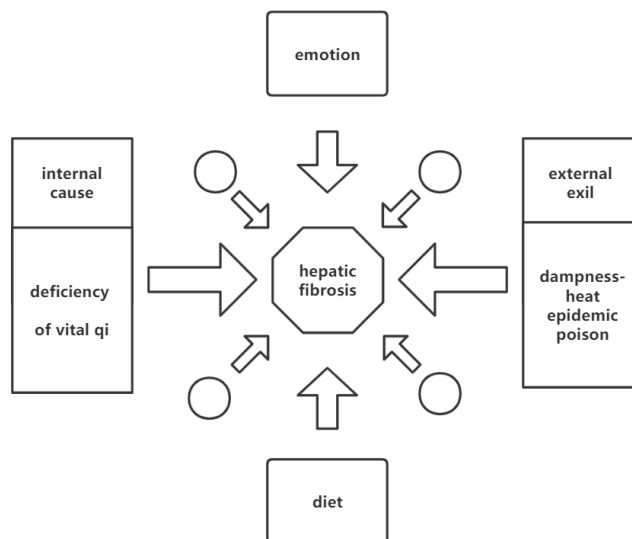 emotion
internal
cause
deficiency
of vital qi
hepatic
fibrosis
external
exil
dampness-
heat
epidemic
poison
diet